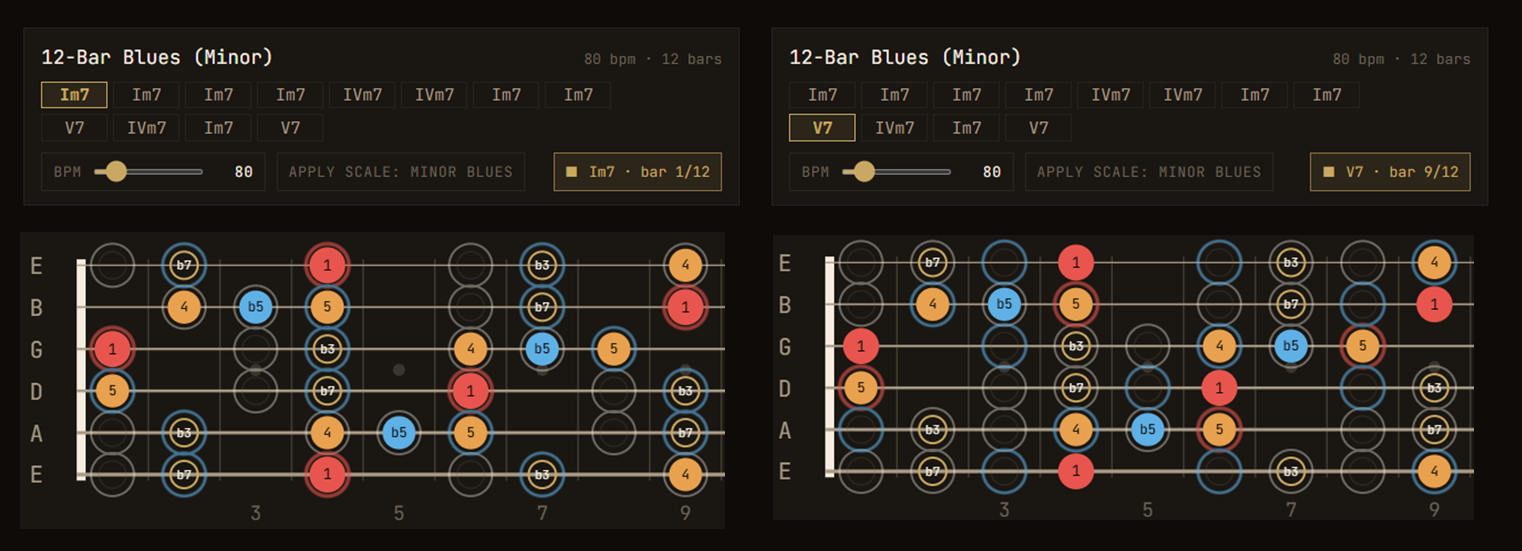 12-Bar Blues (Minor) 80 bpm · 12 bars
Im7 Im7 Im7 Im7 IVm7 IVm7 Im7 Im7
V7 IVm7 Im7 V7
BPM 80 APPLY SCALE: MINOR BLUES ■ Im7 · bar 1/12
E b7 1 b3 4
B 4 b5 5 b7 1
G 1 b3 4 b5 5
D 5 b7 1 b3
A b3 4 b5 5 b7
E b7 1 b3 4
3 5 7 9
12-Bar Blues (Minor) 80 bpm · 12 bars
Im7 Im7 Im7 Im7 IVm7 IVm7 Im7 Im7
V7 IVm7 Im7 V7
BPM 80 APPLY SCALE: MINOR BLUES ■ V7 · bar 9/12
E b7 1 b3 4
B 4 b5 5 b7 1
G 1 b3 4 b5 5
D 5 b7 1 b3
A b3 4 b5 5 b7
E b7 1 b3 4
3 5 7 9